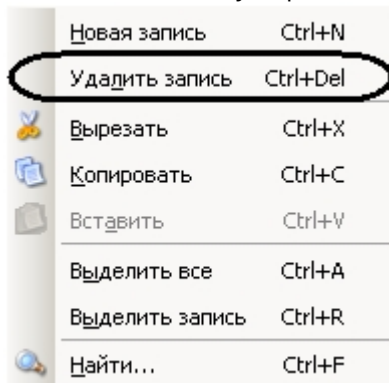 Новая запись Ctrl+N
Удалить запись Ctrl+Del
Вырезать Ctrl+X
Копировать Ctrl+C
Вставить Ctrl+V
Выделить все Ctrl+A
Выделить запись Ctrl+R
Найти... Ctrl+F